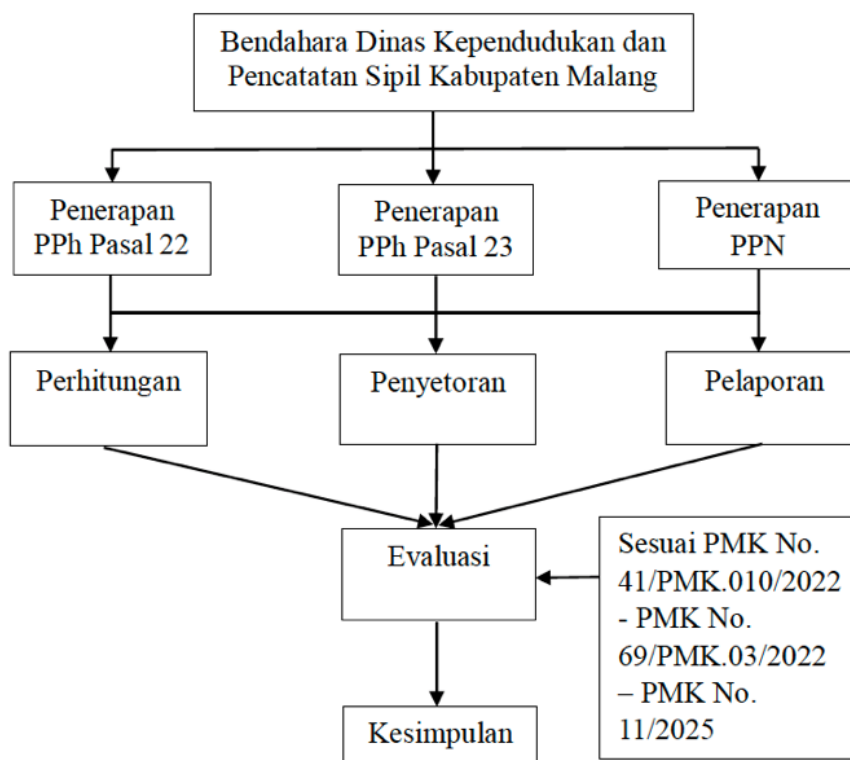 Bendahara Dinas Kependudukan dan
Pencatatan Sipil Kabupaten Malang
Penerapan
PPh Pasal 22
Penerapan
PPh Pasal 23
Penerapan
PPN
Perhitungan
Penyetoran
Pelaporan
Evaluasi
Sesuai PMK No.
41/PMK.010/2022
- PMK No.
69/PMK.03/2022
– PMK No.
11/2025
Kesimpulan